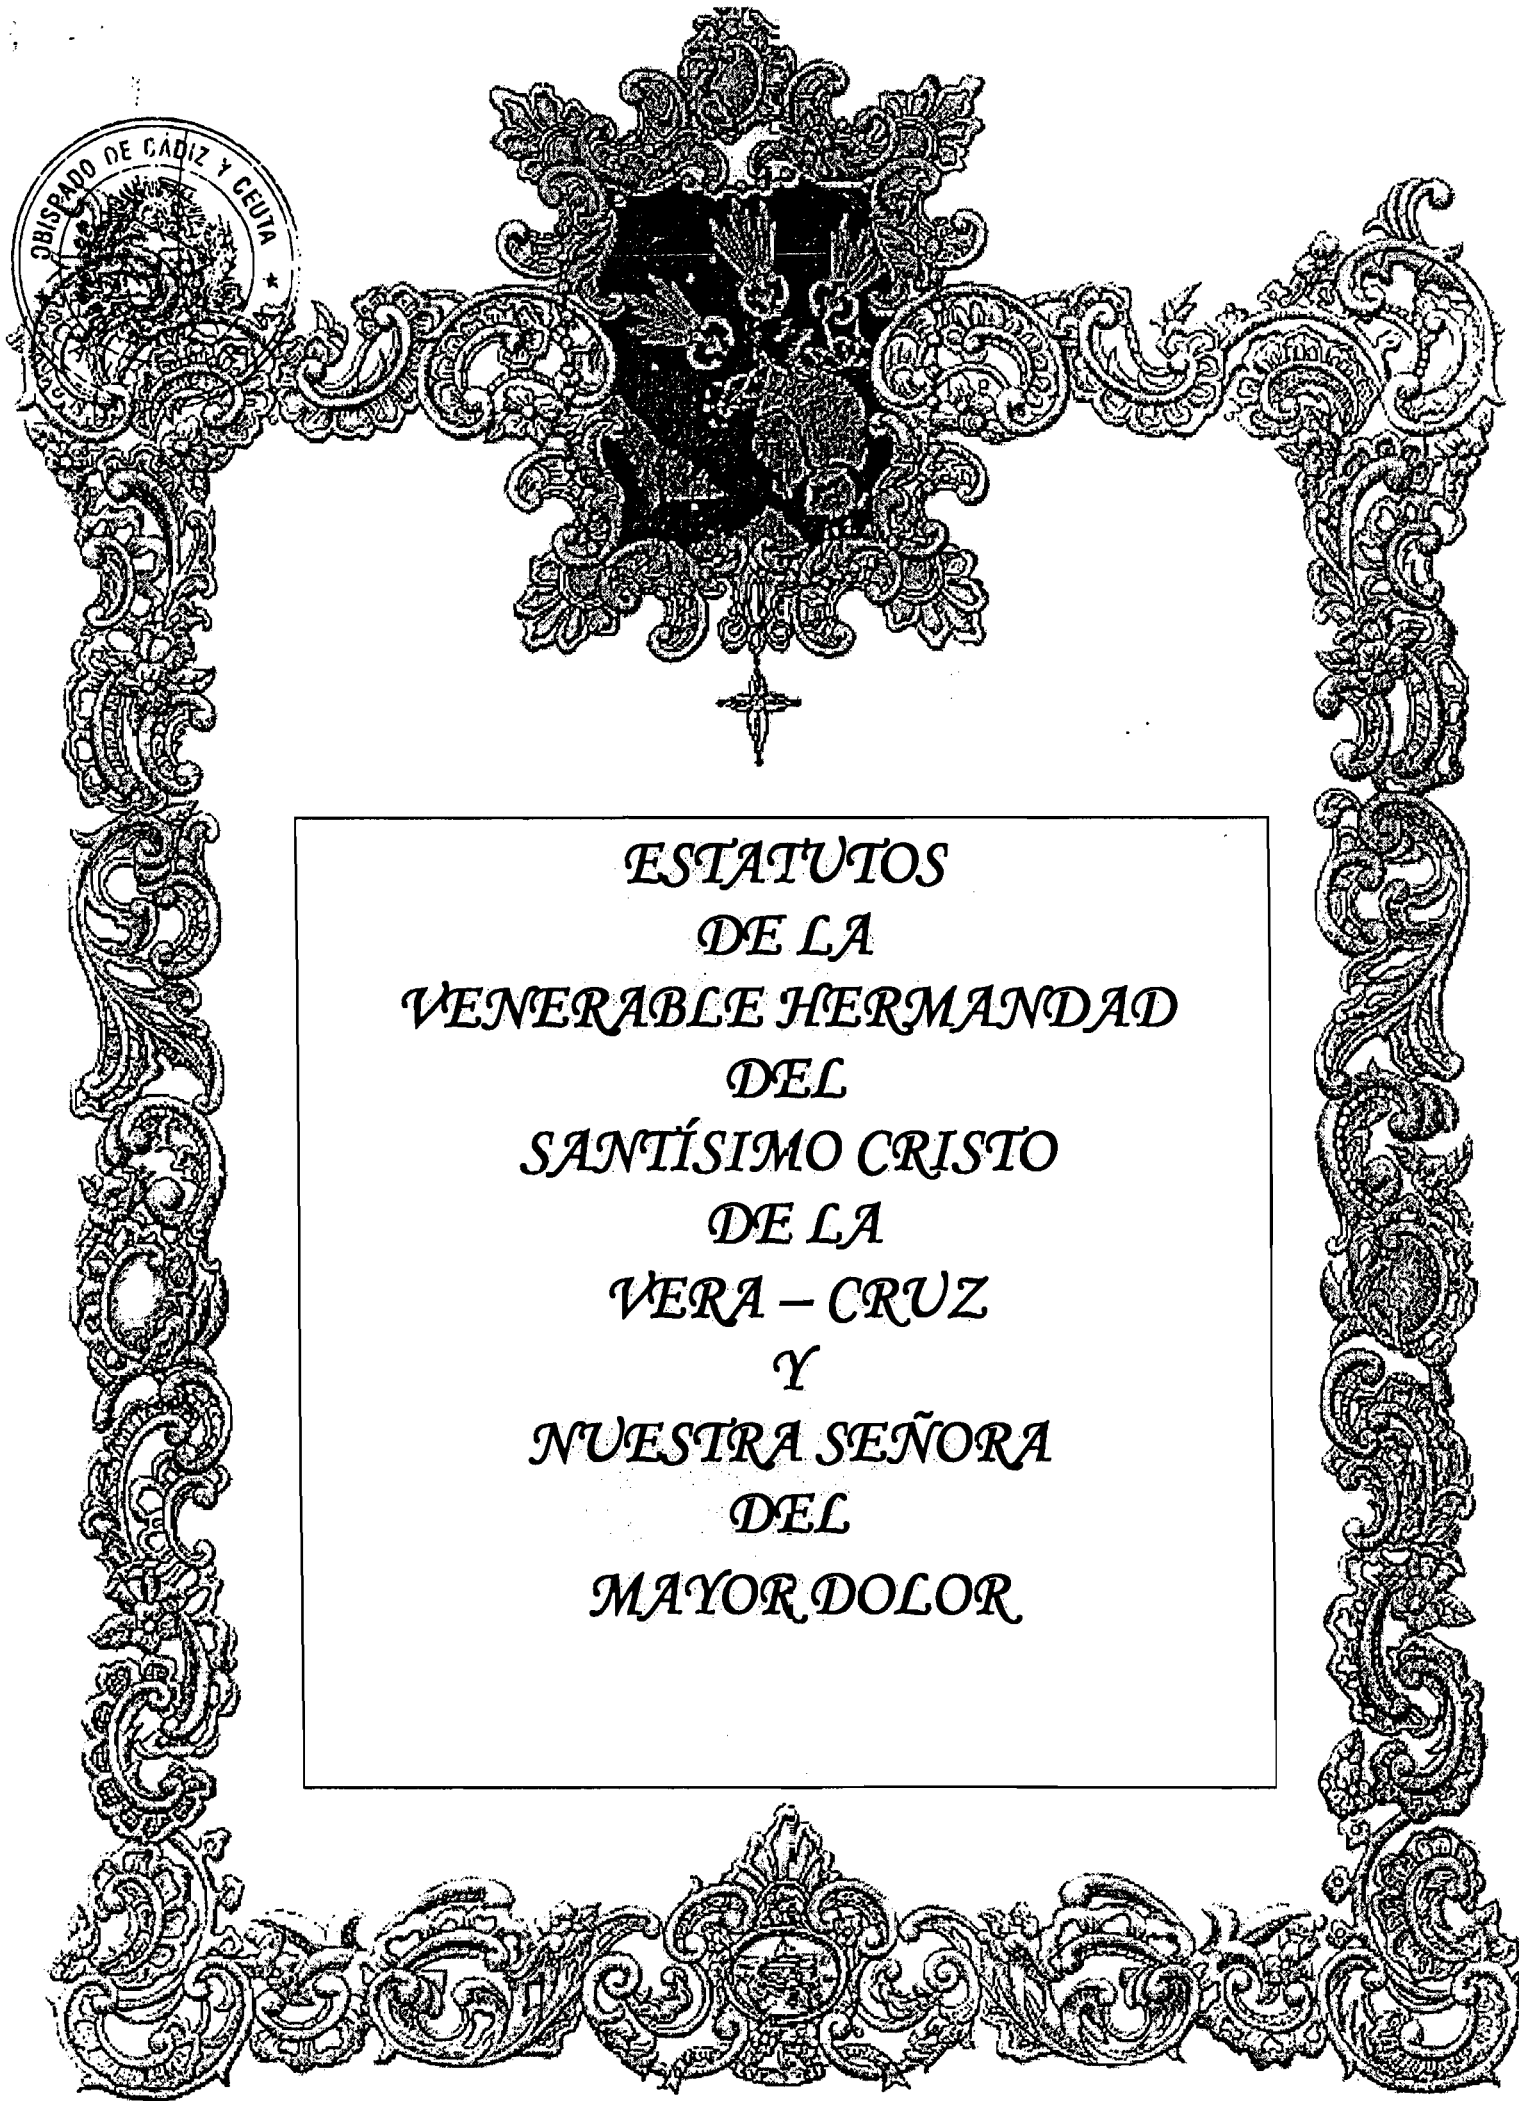 OBISPADO DE CÁDIZ Y CEUTA
ESTATUTOS
DE LA
VENERABLE HERMANDAD
DEL
SANTÍSIMO CRISTO
DE LA
VERA – CRUZ
Y
NUESTRA SEÑORA
DEL
MAYOR DOLOR